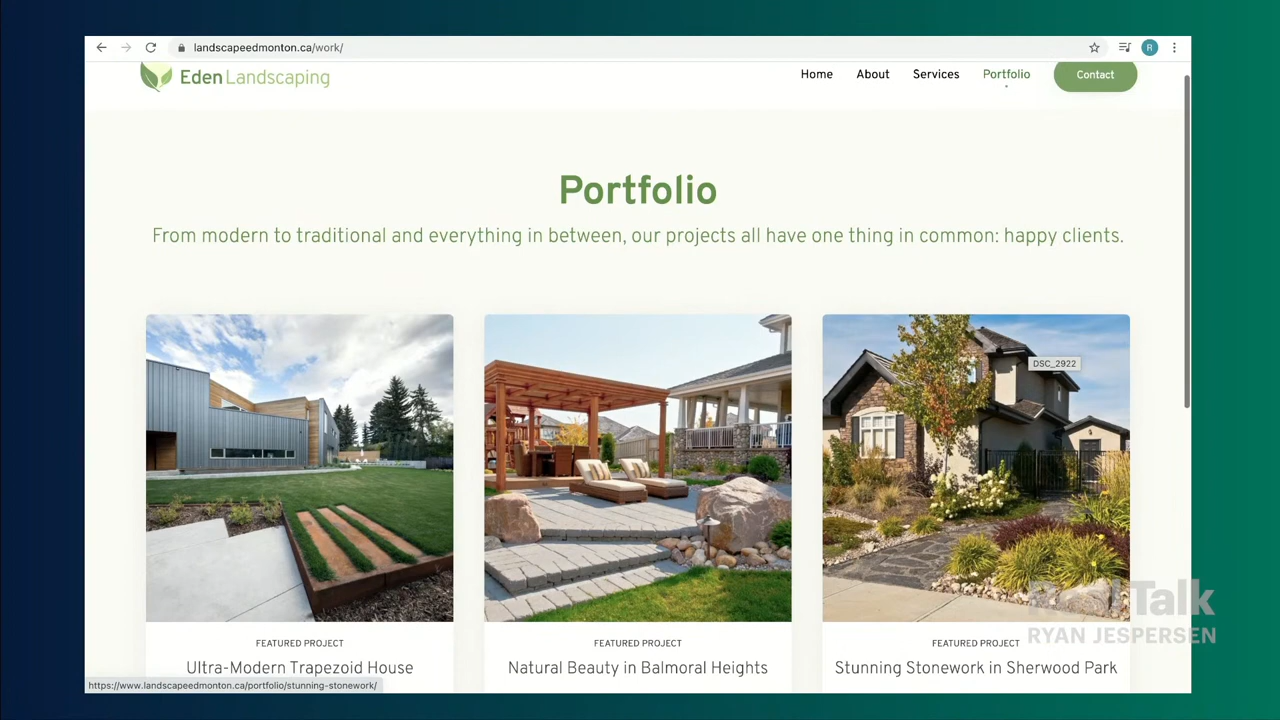 landscapeedmonton.ca/work/
R
Eden Landscaping
Home About Services Portfolio Contact
Portfolio
From modern to traditional and everything in between, our projects all have one thing in common: happy clients.
DSC_2922
FEATURED PROJECT
Ultra-Modern Trapezoid House
FEATURED PROJECT
Natural Beauty in Balmoral Heights
FEATURED PROJECT
Stunning Stonework in Sherwood Park
Real Talk
RYAN JESPERSEN
https://www.landscapeedmonton.ca/portfolio/stunning-stonework/